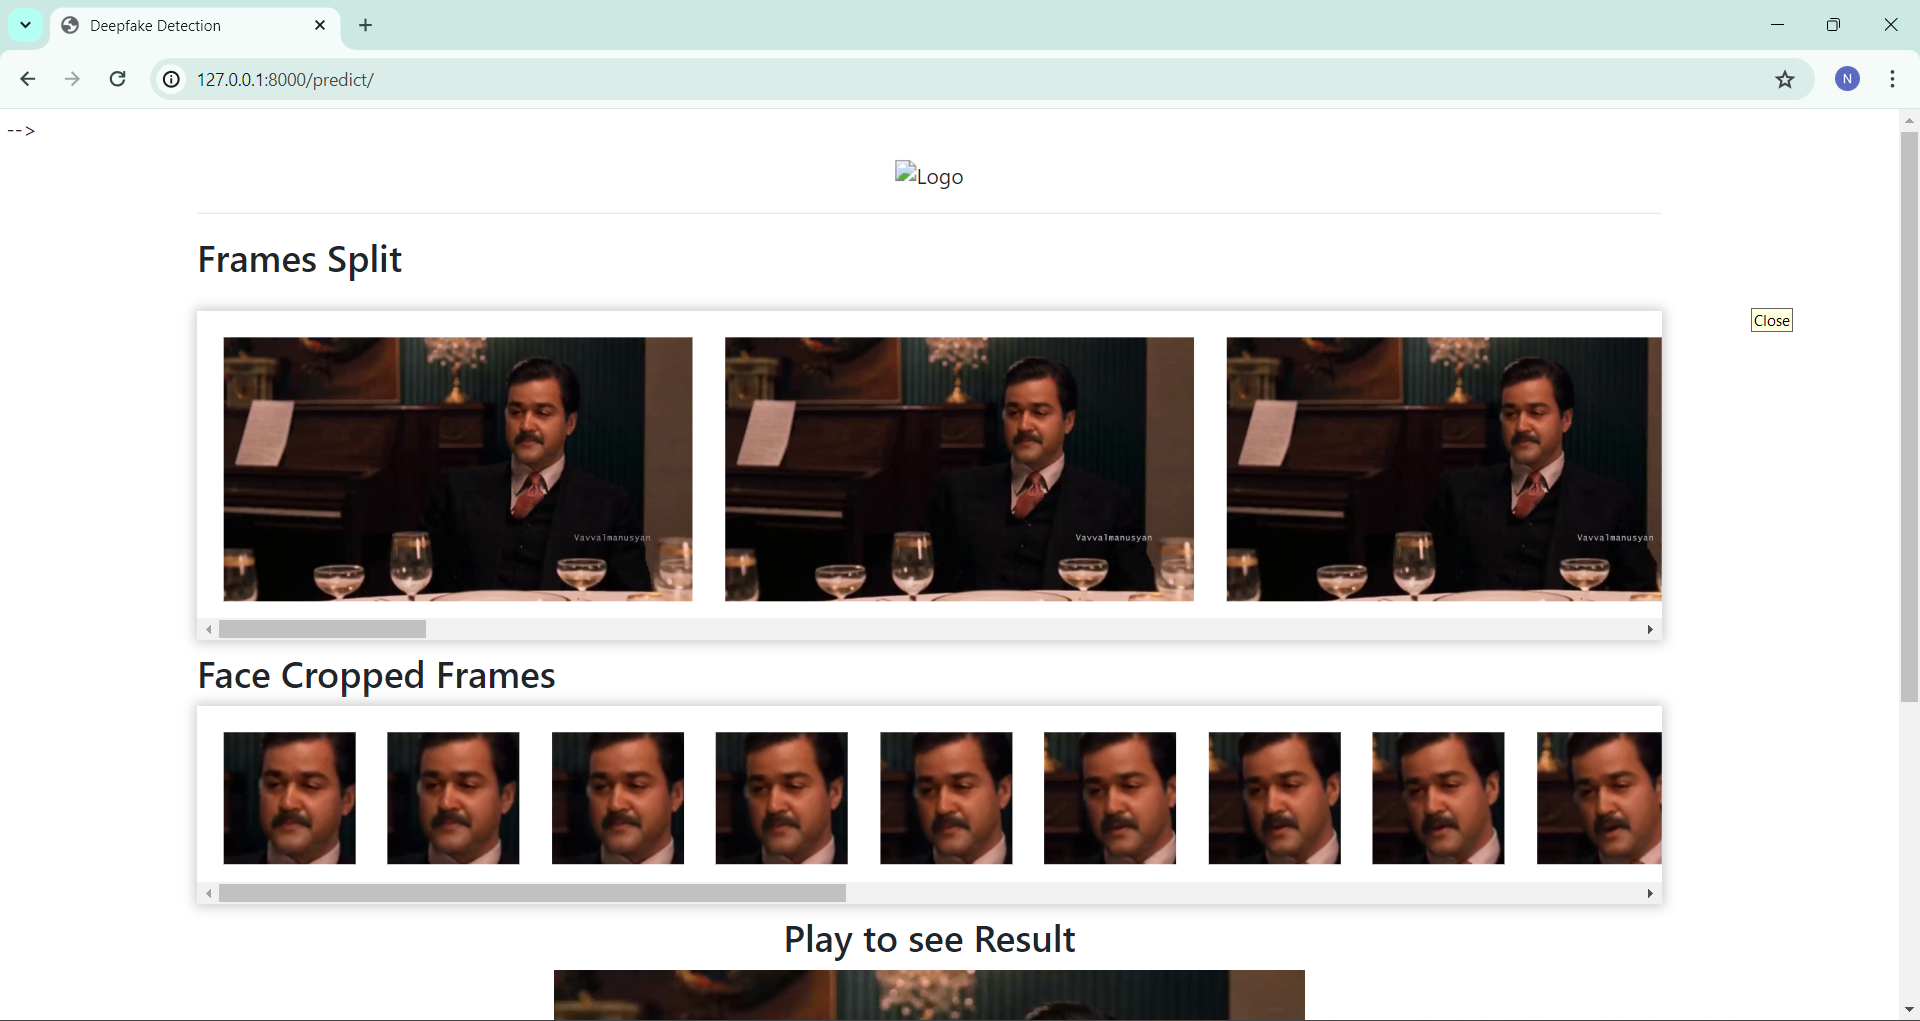 Deepfake Detection
127.0.0.1:8000/predict/
N
-->
Logo
Frames Split
Close
Vavvalmanusyan
Vavvalmanusyan
Vavvalmanusyan
Face Cropped Frames
Play to see Result